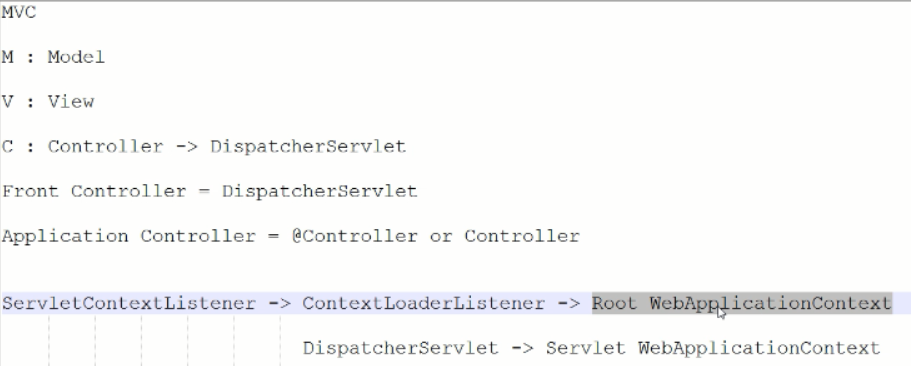 MVC
M : Model
V : View
C : Controller -> DispatcherServlet
Front Controller = DispatcherServlet
Application Controller = @Controller or Controller
ServletContextListener -> ContextLoaderListener -> Root WebApplicationContext
DispatcherServlet -> Servlet WebApplicationContext